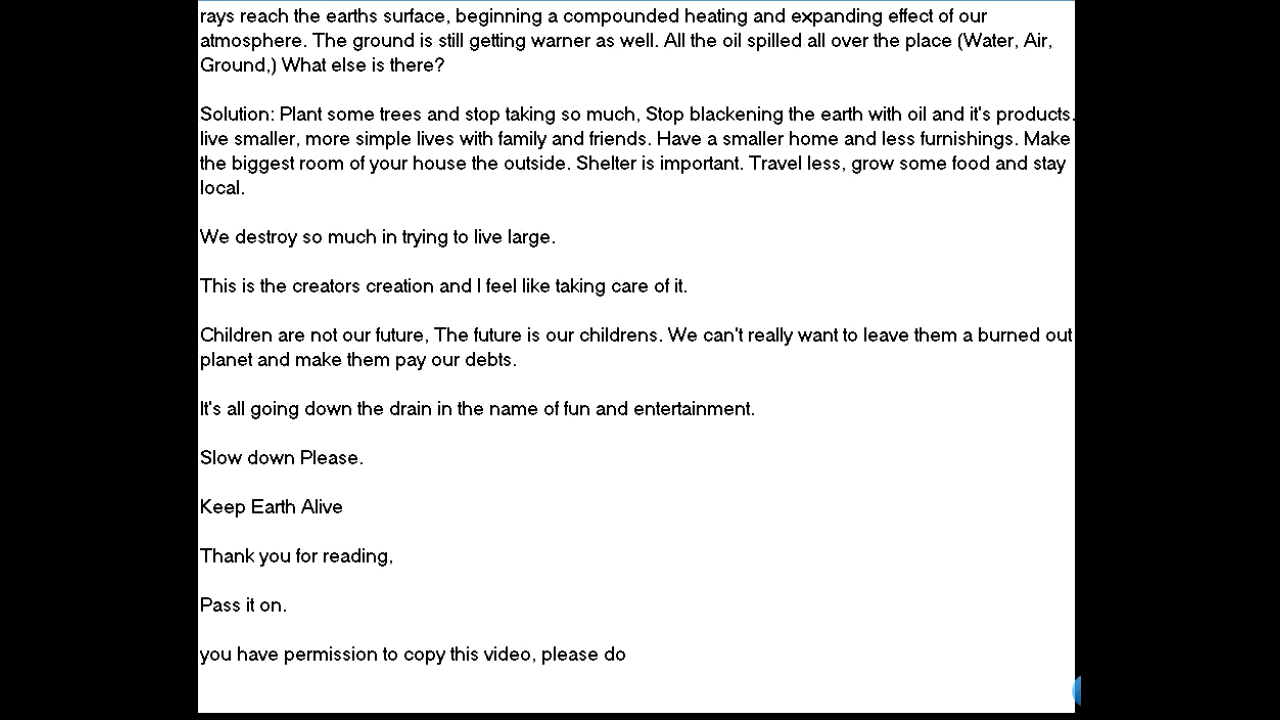 rays reach the earths surface, beginning a compounded heating and expanding effect of our
atmosphere. The ground is still getting warner as well. All the oil spilled all over the place (Water, Air,
Ground,) What else is there?
Solution: Plant some trees and stop taking so much, Stop blackening the earth with oil and it's products.
live smaller, more simple lives with family and friends. Have a smaller home and less furnishings. Make
the biggest room of your house the outside. Shelter is important. Travel less, grow some food and stay
local.
We destroy so much in trying to live large.
This is the creators creation and I feel like taking care of it.
Children are not our future, The future is our childrens. We can't really want to leave them a burned out
planet and make them pay our debts.
It's all going down the drain in the name of fun and entertainment.
Slow down Please.
Keep Earth Alive
Thank you for reading,
Pass it on.
you have permission to copy this video, please do